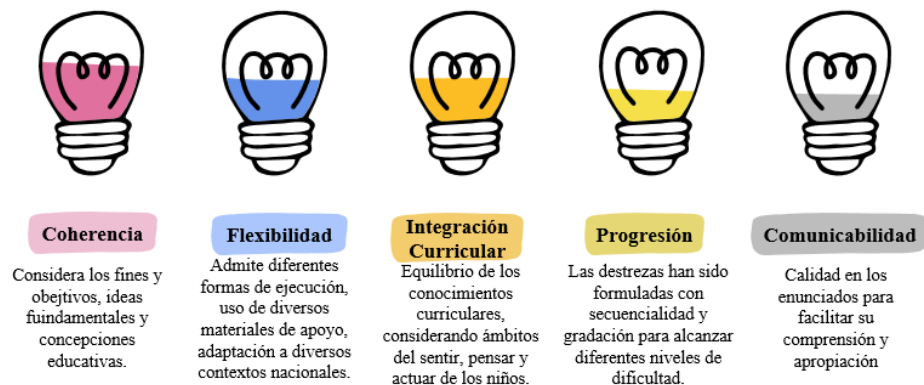 Coherencia
Considera los fines y
obejtivos, ideas
fuindamentales y
concepciones
educativas.
Flexibilidad
Admite diferentes
formas de ejecución,
uso de diversos
materiales de apoyo,
adaptación a diversos
contextos nacionales.
Integración
Curricular
Equilibrio de los
conocimientos
curriculares,
considerando ámbitos
del sentir, pensar y
actuar de los niños.
Progresión
Las destrezas han sido
formuladas con
secuencialidad y
gradación para alcanzar
diferentes niveles de
dificultad.
Comunicabilidad
Calidad en los
enunciados para
facilitar su
comprensión y
apropiación